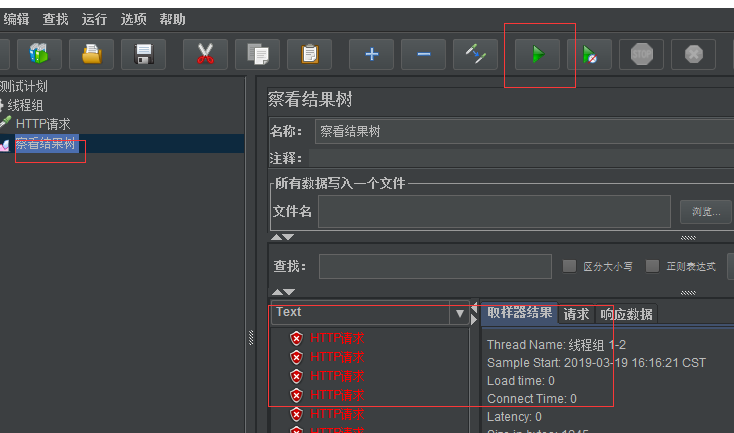 编辑 查找 运行 选项 帮助
STOP
测试计划
线程组
HTTP请求
察看结果树
察看结果树
名称： 察看结果树
注释：
所有数据写入一个文件
文件名 浏览...
查找： 区分大小写 正则表达式
Text
取样器结果 请求 响应数据
HTTP请求
HTTP请求
HTTP请求
HTTP请求
HTTP请求
HTTP请求
Thread Name: 线程组 1-2
Sample Start: 2019-03-19 16:16:21 CST
Load time: 0
Connect Time: 0
Latency: 0